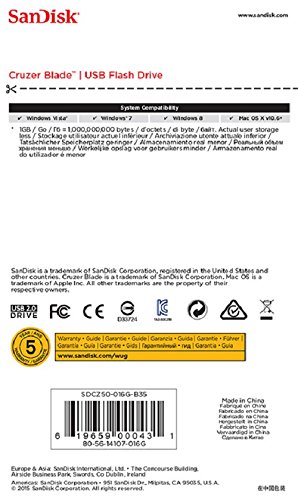 SanDisk®
www.sandisk.com
Cruzer Blade™ | USB Flash Drive
System Compatibility
✓ Windows Vista® ✓ Windows® 7 ✓ Windows® 8 ✓ Mac OS X v10.6+
* 1GB / Go / Гб = 1,000,000,000 bytes / d'octets / di byte / байт. Actual user storage
less / Stockage utilisateur actuel inférieur / Archiviazione utente attuale inferiore /
Tatsächlicher Speicherplatz geringer / Almacenamiento real menor / Реальный объем
хранения меньше / Werkelijke opslag voor gebruikers minder / Armazenamento real
do utilizador é menor
SanDisk is a trademark of SanDisk Corporation, registered in the United States and
other countries. Cruzer Blade is a trademark of SanDisk Corporation. Mac OS is a
trademark of Apple Inc. All other trademarks are the property of their
respective owners.
USB 2.0
DRIVE
CE
FC
D33724
5
Warranty · Guide / Garantie · Guide / Garanzia · Guida / Garantie · Führer /
Garantía · Guía / Garantie · Gids / Гарантийный · гид / Garantia · Guia
www.sandisk.com/wug
SDCZ50-016G-B35
6 19659 00004 3 1
80-56-14107-016G
Made in China
Fabriqué en Chine
Fabricado en China
Hergestellt in China
Fabbricato in Cina
Vervaardigd in China
Сделано в Китае
Europe & Asia: SanDisk International, Ltd. • The Concourse Building,
Airside Business Park, Swords, County Dublin, Ireland
Americas: SanDisk Corporation • 951 SanDisk Dr., Milpitas, CA 95035, U.S.A.
© 2015 SanDisk Corporation. All rights reserved.
在中国印刷